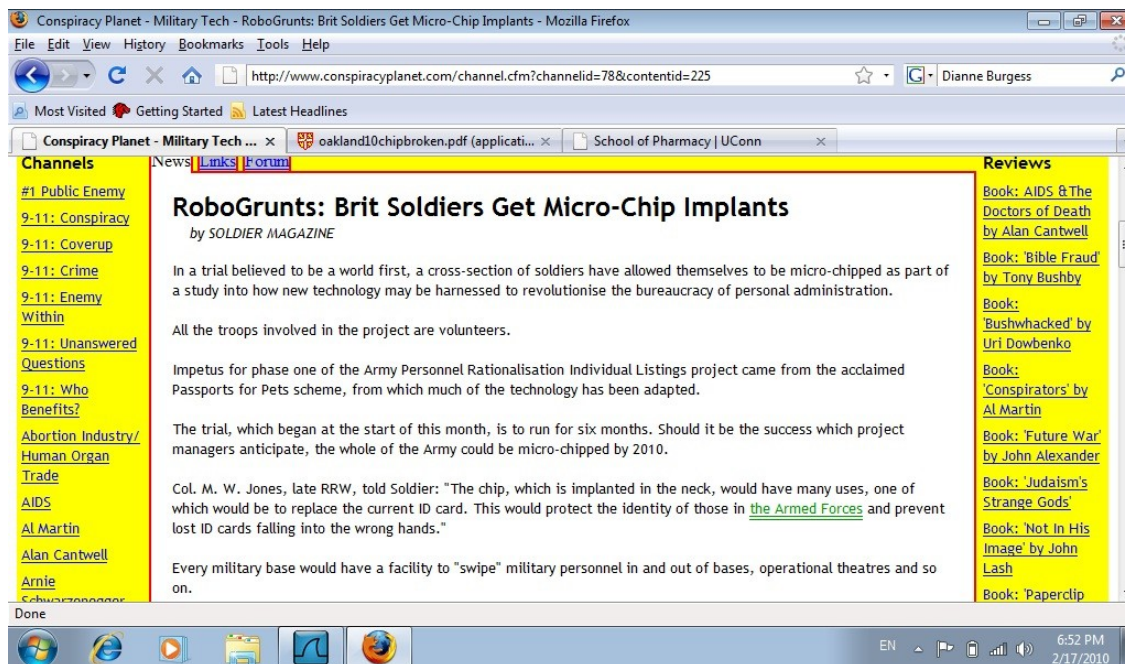 Conspiracy Planet - Military Tech - RoboGrunts: Brit Soldiers Get Micro-Chip Implants - Mozilla Firefox
File Edit View History Bookmarks Tools Help
http://www.conspiracyplanet.com/channel.cfm?channelid=78&contentid=225
G
Dianne Burgess
Most Visited Getting Started Latest Headlines
Conspiracy Planet - Military Tech ...
oakland10chipbroken.pdf (applicati...
School of Pharmacy | UConn
Channels
#1 Public Enemy
9-11: Conspiracy
9-11: Coverup
9-11: Crime
9-11: Enemy
Within
9-11: Unanswered
Questions
9-11: Who
Benefits?
Abortion Industry/
Human Organ
Trade
AIDS
Al Martin
Alan Cantwell
Arnie
Schwarzenegger
News Links Forum
RoboGrunts: Brit Soldiers Get Micro-Chip Implants
by SOLDIER MAGAZINE
In a trial believed to be a world first, a cross-section of soldiers have allowed themselves to be micro-chipped as part of
a study into how new technology may be harnessed to revolutionise the bureaucracy of personal administration.
All the troops involved in the project are volunteers.
Impetus for phase one of the Army Personnel Rationalisation Individual Listings project came from the acclaimed
Passports for Pets scheme, from which much of the technology has been adapted.
The trial, which began at the start of this month, is to run for six months. Should it be the success which project
managers anticipate, the whole of the Army could be micro-chipped by 2010.
Col. M. W. Jones, late RRW, told Soldier: "The chip, which is implanted in the neck, would have many uses, one of
which would be to replace the current ID card. This would protect the identity of those in the Armed Forces and prevent
lost ID cards falling into the wrong hands."
Every military base would have a facility to "swipe" military personnel in and out of bases, operational theatres and so
on.
Reviews
Book: AIDS &The
Doctors of Death
by Alan Cantwell
Book: 'Bible Fraud'
by Tony Bushby
Book:
'Bushwhacked' by
Uri Dowbenko
Book:
'Conspirators' by
Al Martin
Book: 'Future War'
by John Alexander
Book: 'Judaism's
Strange Gods'
Book: 'Not In His
Image' by John
Lash
Book: 'Paperclip
Done
EN
6:52 PM
2/17/2010